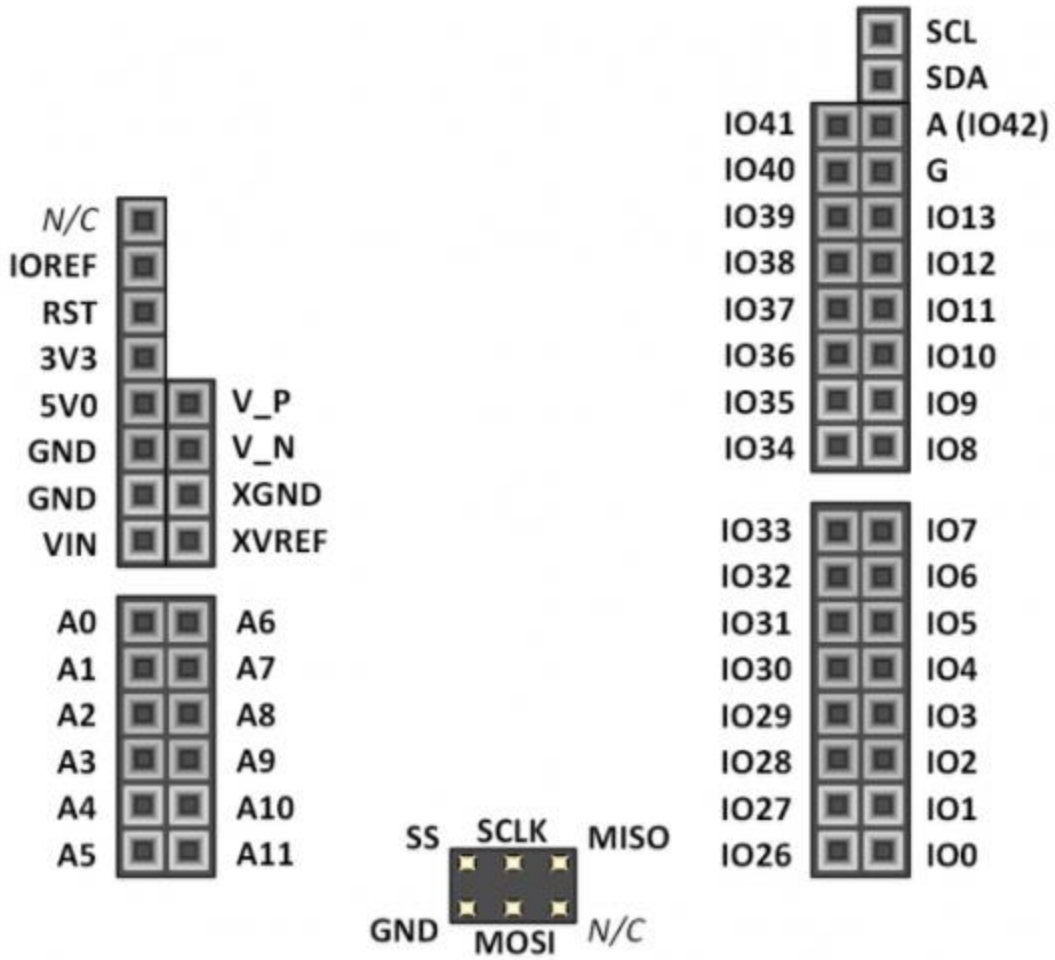 SCL
SDA
IO41 A (IO42)
IO40 G
IO39 IO13
IO38 IO12
IO37 IO11
IO36 IO10
IO35 IO9
IO34 IO8
N/C
IOREF
RST
3V3
5V0 V_P
GND V_N
GND XGND
VIN XVREF
IO33 IO7
IO32 IO6
IO31 IO5
IO30 IO4
IO29 IO3
IO28 IO2
IO27 IO1
IO26 IO0
A0 A6
A1 A7
A2 A8
A3 A9
A4 A10
A5 A11
SS SCLK MISO
GND MOSI N/C